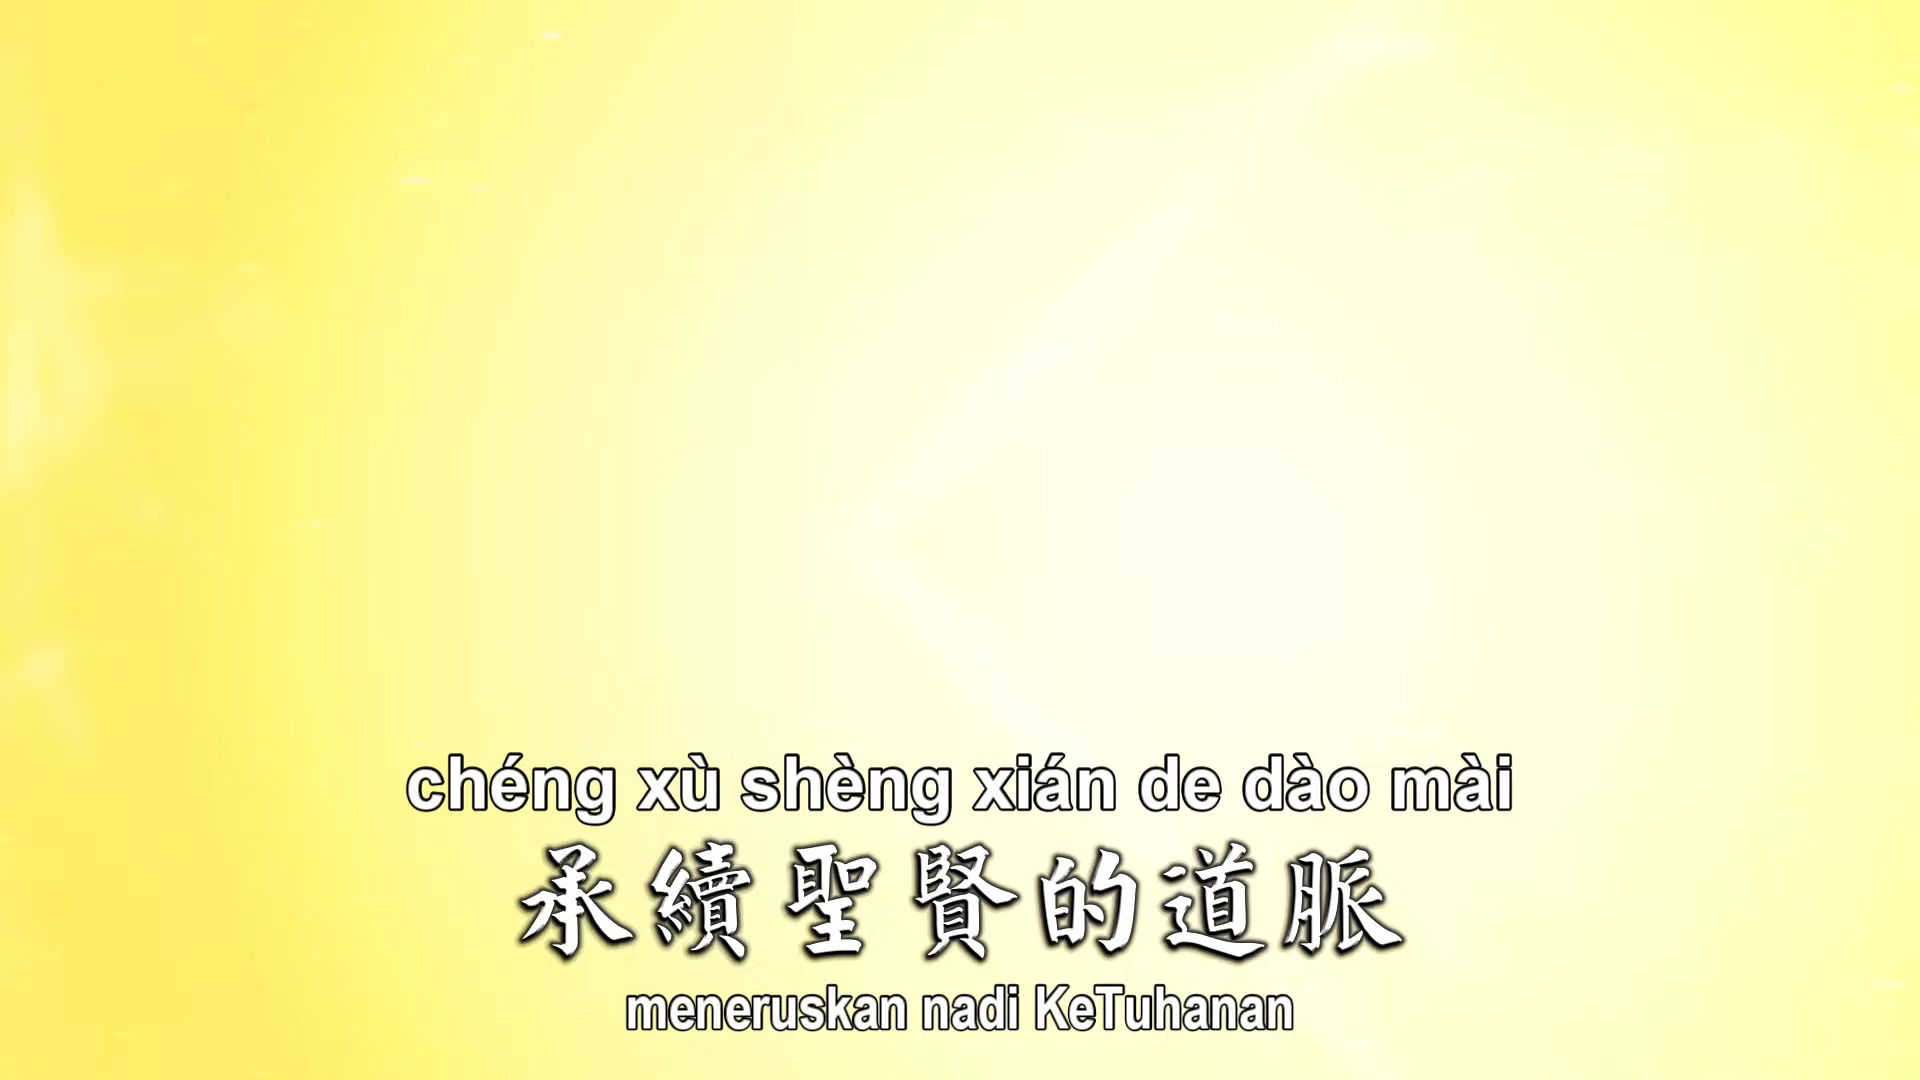 chéng xù shèng xián de dào mài
承續聖賢的道脈
meneruskan nadi KeTuhanan